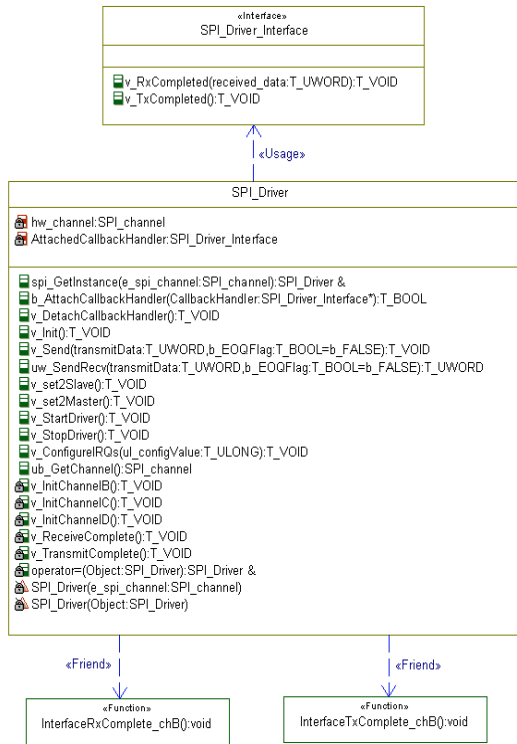 «Interface»
SPI_Driver_Interface
v_RxCompleted(received_data:T_UWORD):T_VOID
v_TxCompleted():T_VOID
«Usage»
SPI_Driver
hw_channel:SPI_channel
AttachedCallbackHandler:SPI_Driver_Interface
spi_GetInstance(e_spi_channel:SPI_channel):SPI_Driver &
b_AttachCallbackHandler(CallbackHandler:SPI_Driver_Interface*):T_BOOL
v_DetachCallbackHandler():T_VOID
v_Init():T_VOID
v_Send(transmitData:T_UWORD,b_EOQFlag:T_BOOL=b_FALSE):T_VOID
uw_SendRecv(transmitData:T_UWORD,b_EOQFlag:T_BOOL=b_FALSE):T_UWORD
v_set2Slave():T_VOID
v_set2Master():T_VOID
v_StartDriver():T_VOID
v_StopDriver():T_VOID
v_ConfigureIRQs(ul_configValue:T_ULONG):T_VOID
ub_GetChannel():SPI_channel
v_InitChannelB():T_VOID
v_InitChannelC():T_VOID
v_InitChannelD():T_VOID
v_ReceiveComplete():T_VOID
v_TransmitComplete():T_VOID
operator=(Object:SPI_Driver):SPI_Driver &
SPI_Driver(e_spi_channel:SPI_channel)
SPI_Driver(Object:SPI_Driver)
«Friend»
«Friend»
«Function»
InterfaceRxComplete_chB():void
«Function»
InterfaceTxComplete_chB():void